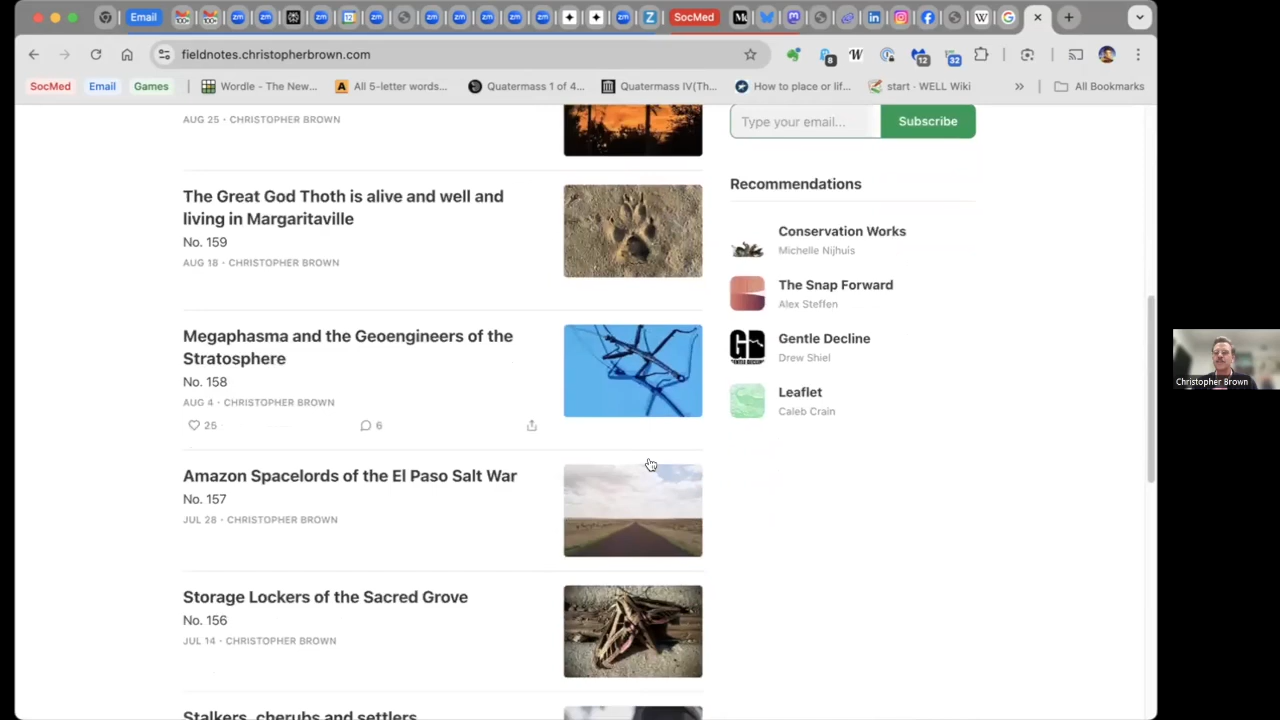 Email
SocMed
fieldnotes.christopherbrown.com
8
12
32
SocMed
Email
Games
Wordle - The New...
All 5-letter words...
Quatermass 1 of 4...
Quatermass IV(Th...
How to place or lif...
start · WELL Wiki
»
All Bookmarks
AUG 25 · CHRISTOPHER BROWN
The Great God Thoth is alive and well and
living in Margaritaville
No. 159
AUG 18 · CHRISTOPHER BROWN
Megaphasma and the Geoengineers of the
Stratosphere
No. 158
AUG 4 · CHRISTOPHER BROWN
25
6
Amazon Spacelords of the El Paso Salt War
No. 157
JUL 28 · CHRISTOPHER BROWN
Storage Lockers of the Sacred Grove
No. 156
JUL 14 · CHRISTOPHER BROWN
Stalkers, cherubs and settlers
Type your email...
Subscribe
Recommendations
Conservation Works
Michelle Nijhuis
The Snap Forward
Alex Steffen
GD
GENTLE DECLINE
Gentle Decline
Drew Shiel
Leaflet
Caleb Crain
Christopher Brown